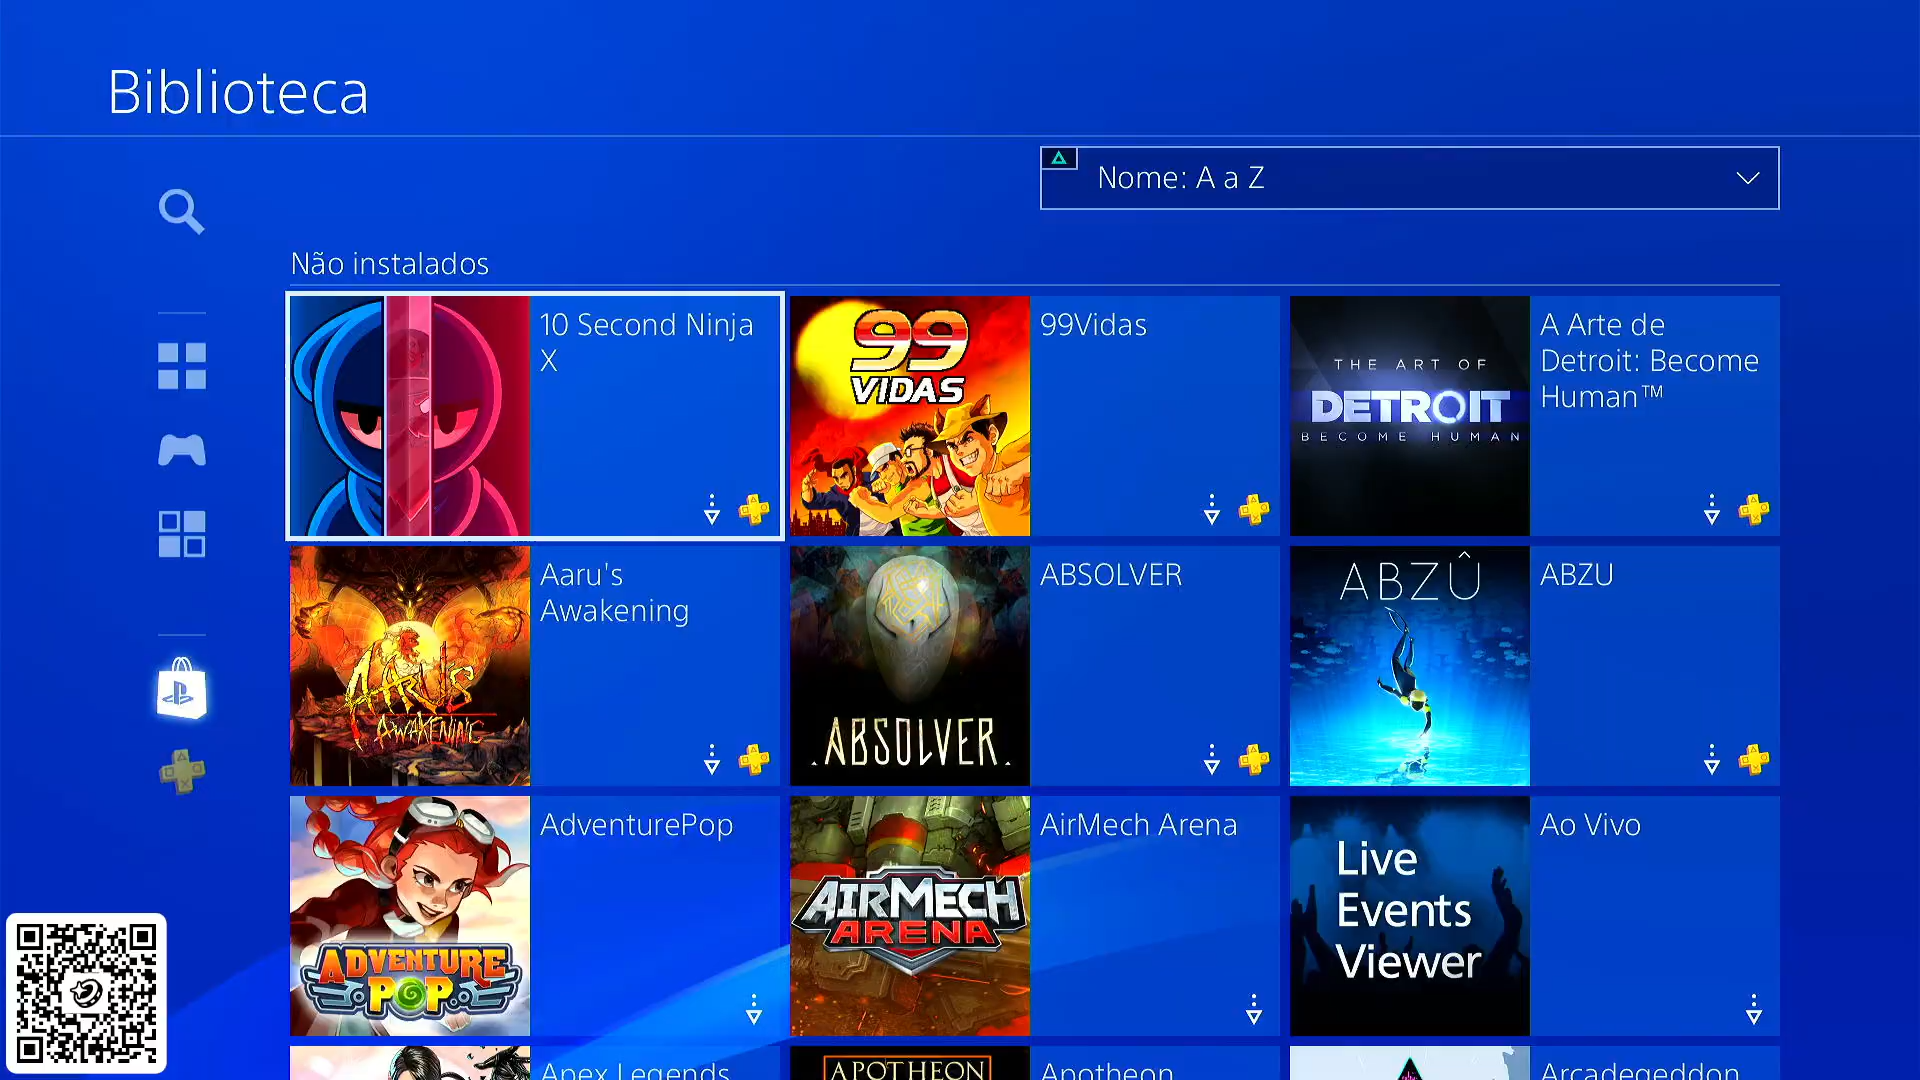 Biblioteca
Nome: A a Z
Não instalados
10 Second Ninja
X
99
VIDAS
99Vidas
THE ART OF
DETROIT
BECOME HUMAN
A Arte de
Detroit: Become
Human™
AARU'S
AWAKENING
Aaru's
Awakening
ABSOLVER
ABSOLVER
ABZÛ
ABZU
ADVENTURE
POP
AdventurePop
AIRMECH
ARENA
AirMech Arena
Live
Events
Viewer
Ao Vivo
Apex Legends
APOTHEON
Apotheon
Arcadegeddon